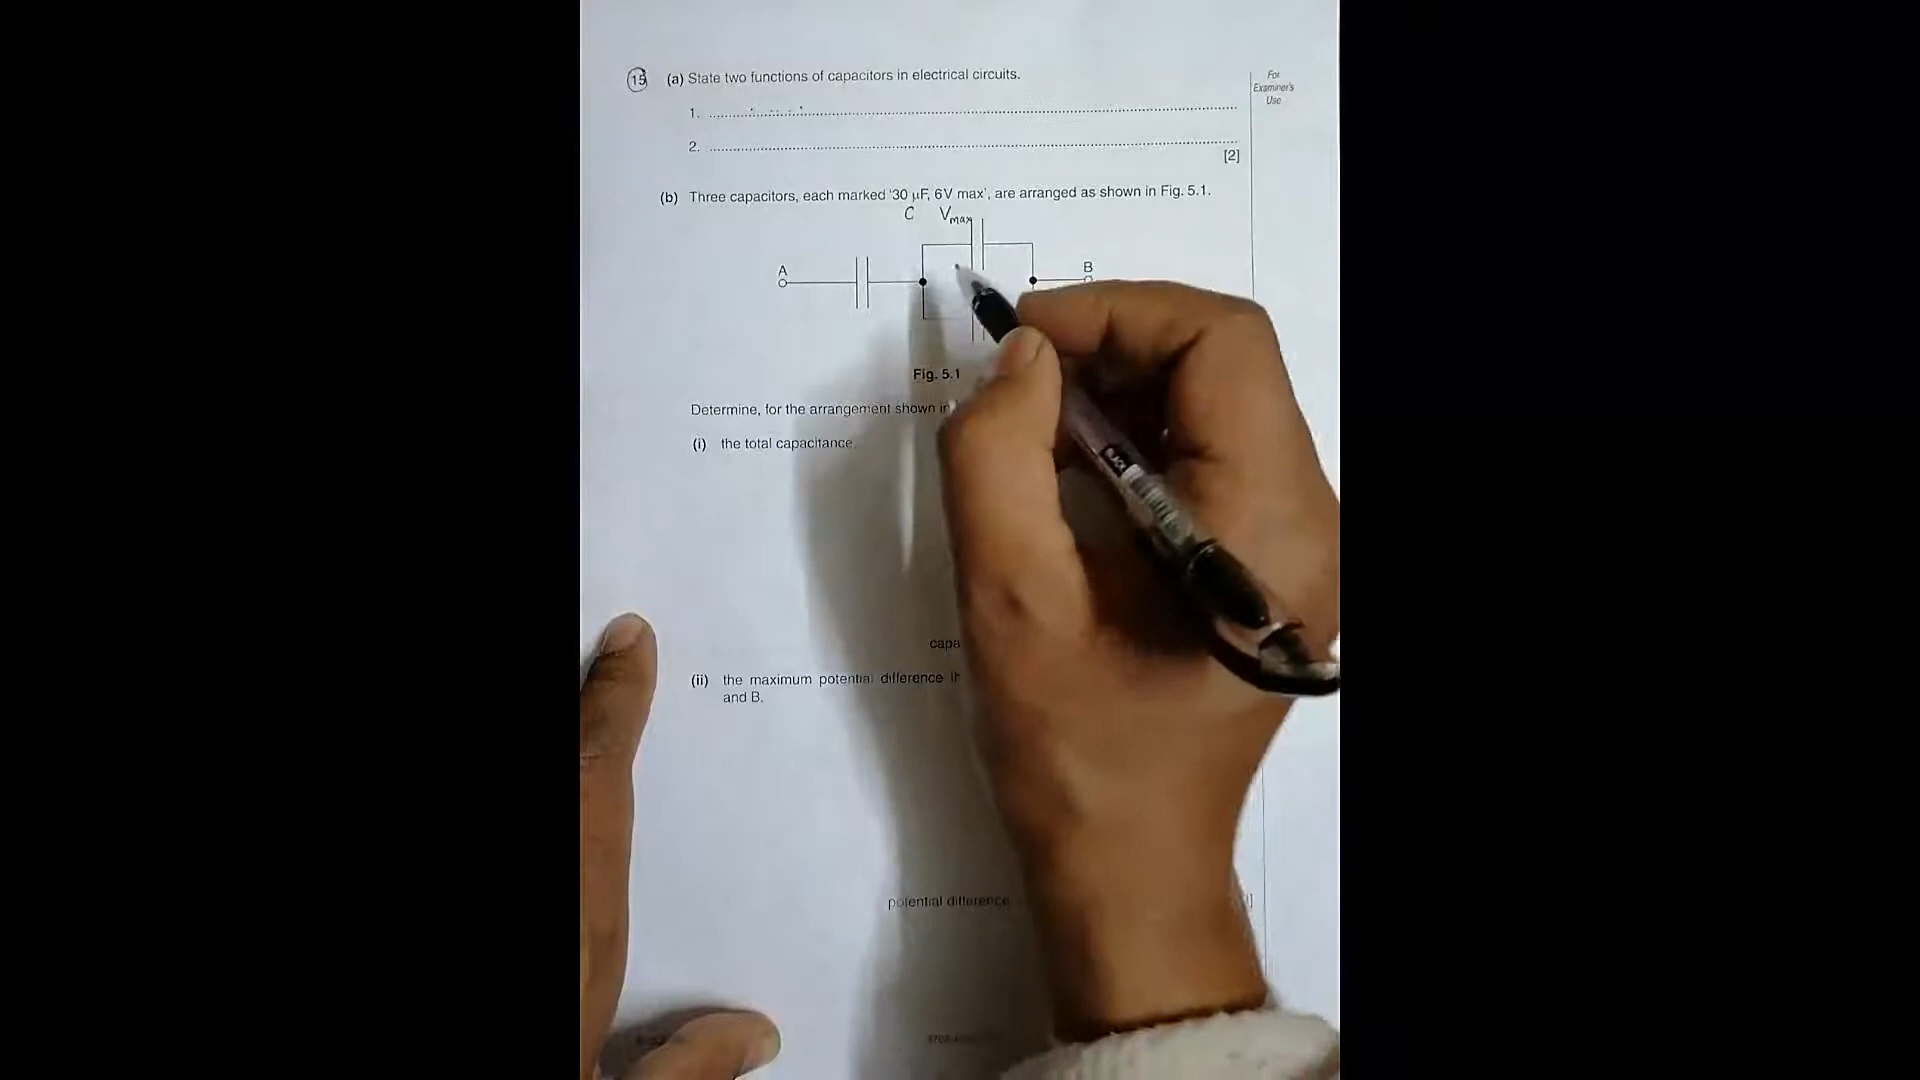 15 (a) State two functions of capacitors in electrical circuits.
For
Examiner's
Use
1.
2.
[2]
(b) Three capacitors, each marked '30 µF, 6V max', are arranged as shown in Fig. 5.1.
C Vmax
A
B
Fig. 5.1
Determine, for the arrangement shown in
(i) the total capacitance
capa
(ii) the maximum potential difference
and B.
potential difference
BLACK